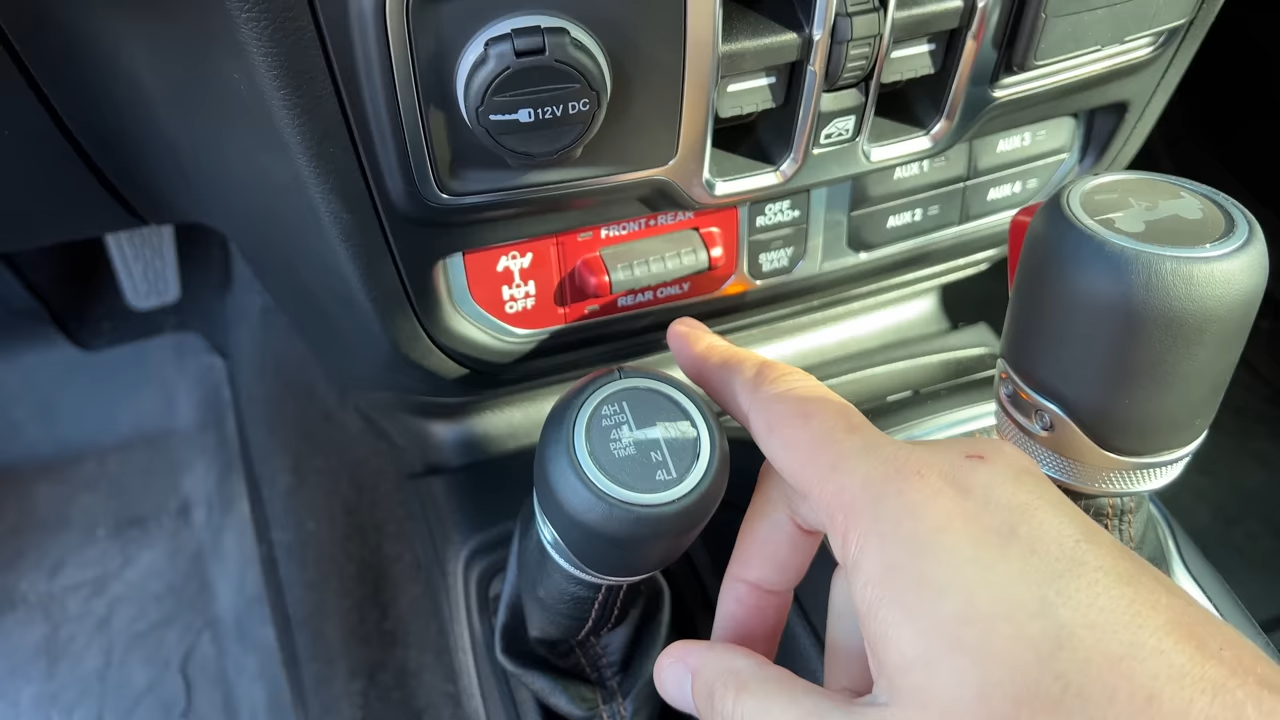 12V DC
FRONT+REAR
OFF
REAR ONLY
OFF
ROAD+
SWAY
BAR
AUX 1
AUX 3
AUX 2
AUX 4
4H
AUTO
PART
TIME
N
4L